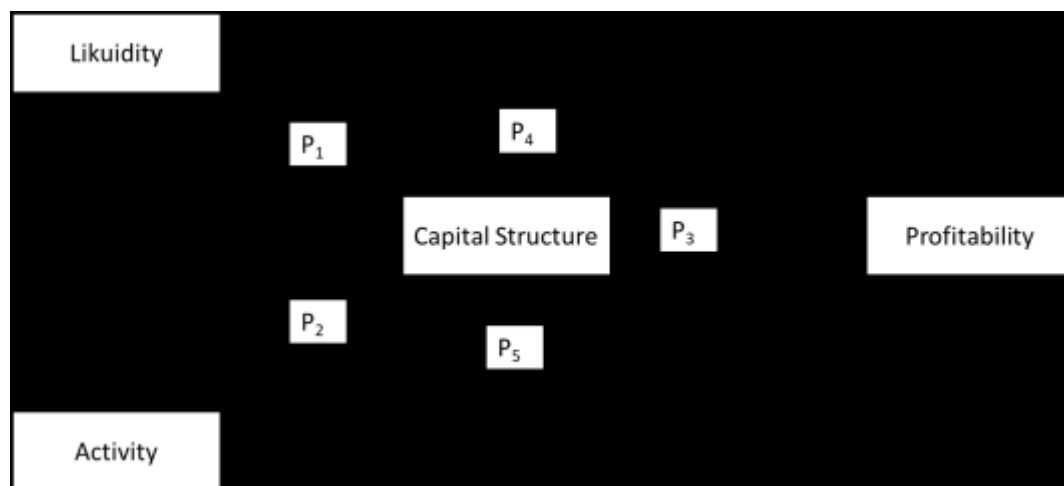 Likuidity
P₁
P₄
Capital Structure
P₃
Profitability
P₂
P₅
Activity